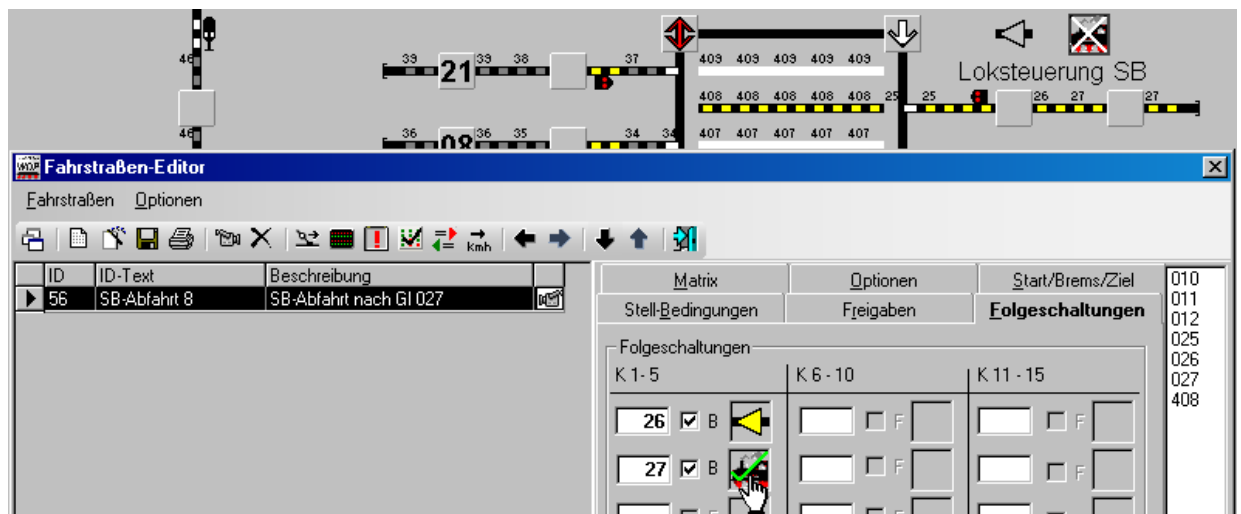 46
39 39 38 37 409 409 409 409 409
21
Loksteuerung SB
408 408 408 408 408 25 25 26 27 27
46
36 36 35 34 34 407 407 407 407 407
08
Fahrstraßen-Editor
Fahrstraßen Optionen
Kmh
ID ID-Text Beschreibung
56 SB-Abfahrt 8 SB-Abfahrt nach Gl 027
Matrix Optionen Start/Brems/Ziel
Stell-Bedingungen Freigaben Folgeschaltungen
010
011
012
025
026
027
408
Folgeschaltungen
K 1 - 5 K 6 - 10 K 11 - 15
26 B F F
27 B F F